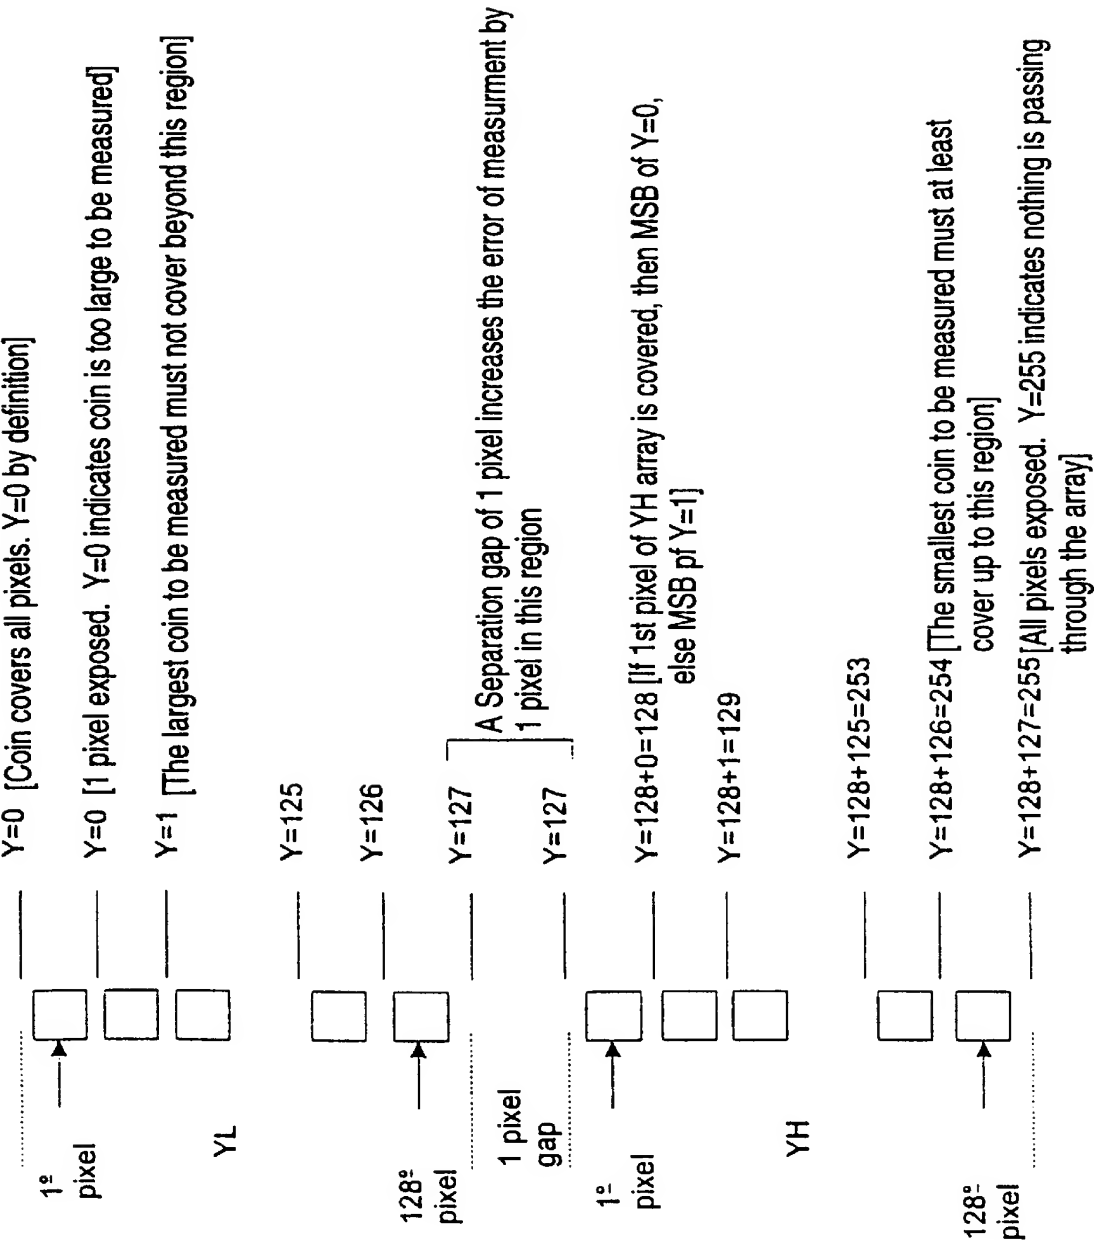 Y=0 [Coin covers all pixels. Y=0 by definition]
1º
pixel
Y=0 [1 pixel exposed. Y=0 indicates coin is too large to be measured]
Y=1 [The largest coin to be measured must not cover beyond this region]
YL
Y=125
Y=126
128º
pixel
Y=127
A Separation gap of 1 pixel increases the error of measurment by
1 pixel in this region
1 pixel
gap
Y=127
1º
pixel
Y=128+0=128 [If 1st pixel of YH array is covered, then MSB of Y=0,
else MSB pf Y=1]
Y=128+1=129
YH
Y=128+125=253
Y=128+126=254 [The smallest coin to be measured must at least
cover up to this region]
128º
pixel
Y=128+127=255 [All pixels exposed. Y=255 indicates nothing is passing
through the array]